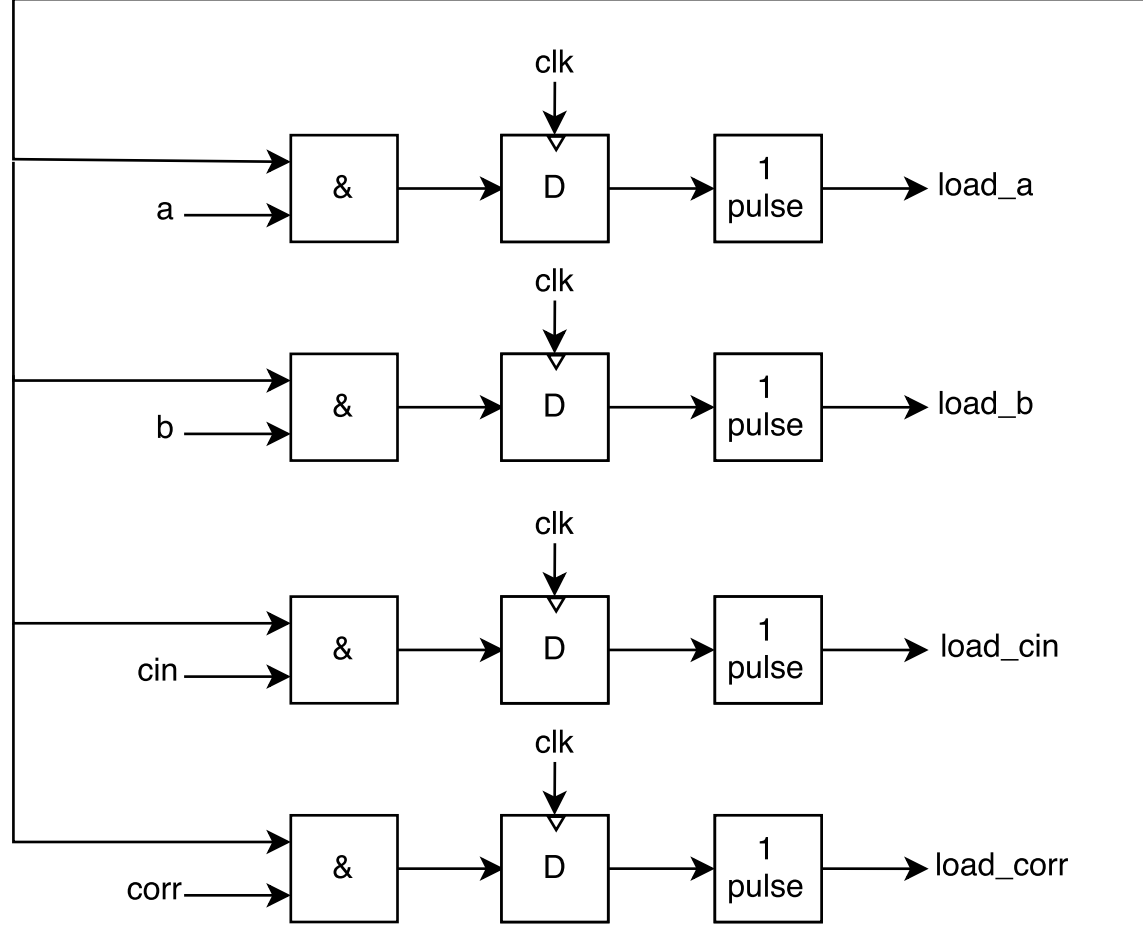 clk
a
&
D
1
pulse
load_a
clk
b
&
D
1
pulse
load_b
clk
cin
&
D
1
pulse
load_cin
clk
corr
&
D
1
pulse
load_corr